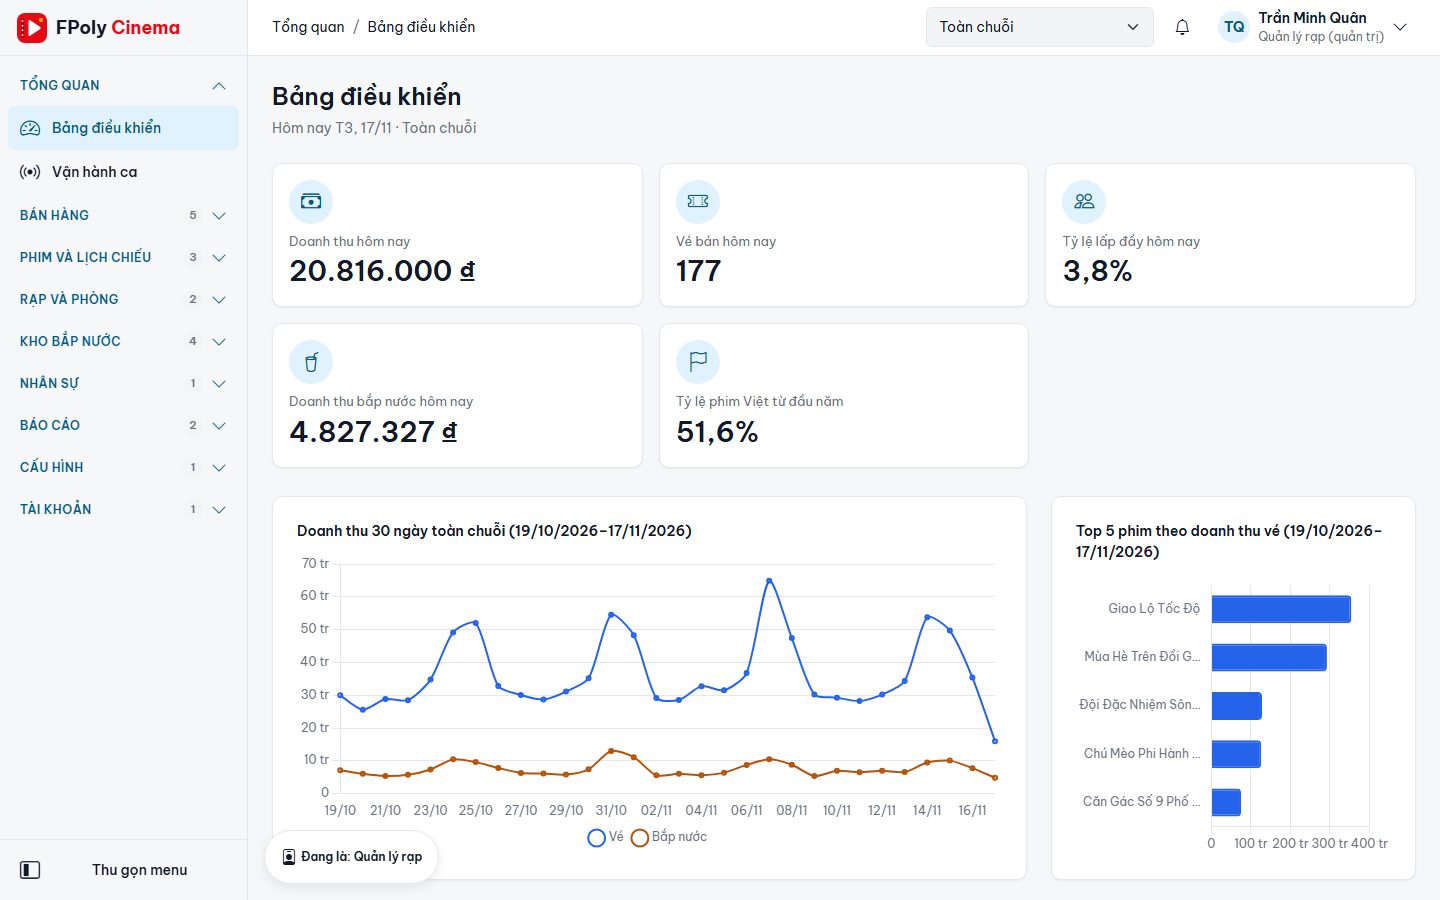 FPoly Cinema
Tổng quan / Bảng điều khiển
Toàn chuỗi
TQ
Trần Minh Quân
Quản lý rạp (quản trị)
TỔNG QUAN
Bảng điều khiển
Vận hành ca
BÁN HÀNG 5
PHIM VÀ LỊCH CHIẾU 3
RẠP VÀ PHÒNG 2
KHO BẮP NƯỚC 4
NHÂN SỰ 1
BÁO CÁO 2
CẤU HÌNH 1
TÀI KHOẢN 1
Thu gọn menu
Bảng điều khiển
Hôm nay T3, 17/11 · Toàn chuỗi
Doanh thu hôm nay
20.816.000 ₫
Vé bán hôm nay
177
Tỷ lệ lấp đầy hôm nay
3,8%
Doanh thu bắp nước hôm nay
4.827.327 ₫
Tỷ lệ phim Việt từ đầu năm
51,6%
Doanh thu 30 ngày toàn chuỗi (19/10/2026–17/11/2026)
70 tr
60 tr
50 tr
40 tr
30 tr
20 tr
10 tr
0
19/10 21/10 23/10 25/10 27/10 29/10 31/10 02/11 04/11 06/11 08/11 10/11 12/11 14/11 16/11
Vé Bắp nước
Đang là: Quản lý rạp
Top 5 phim theo doanh thu vé (19/10/2026–
17/11/2026)
Giao Lộ Tốc Độ
Mùa Hè Trên Đồi G...
Đội Đặc Nhiệm Sôn...
Chú Mèo Phi Hành ...
Căn Gác Số 9 Phố ...
0 100 tr 200 tr 300 tr 400 tr